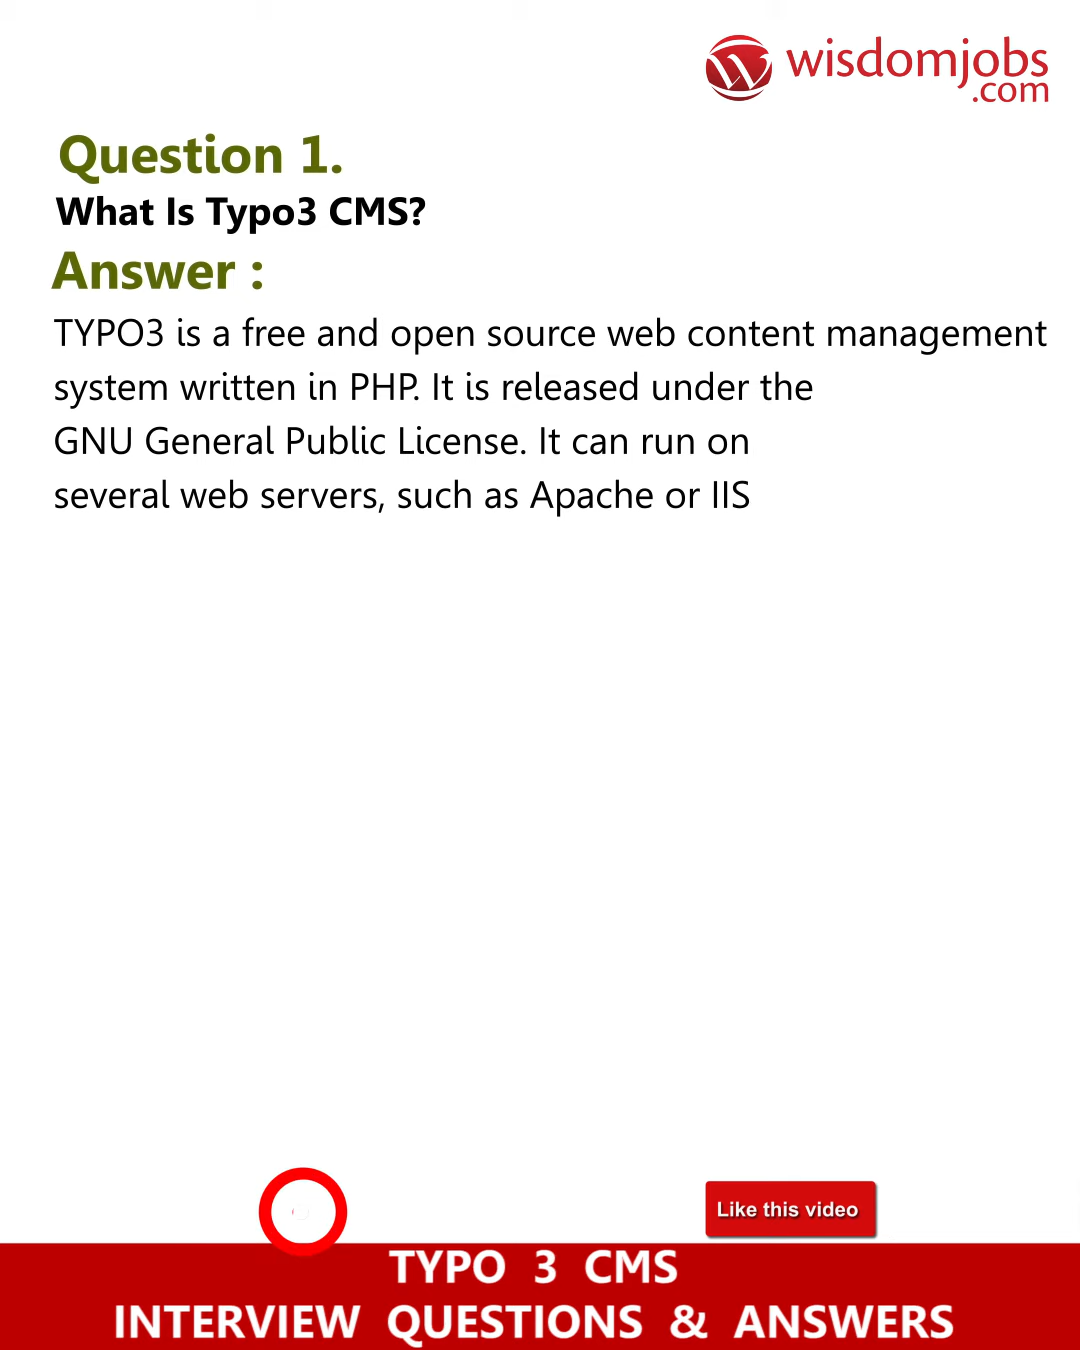 wisdomjobs
.com
Question 1.
What Is Typo3 CMS?
Answer :
TYPO3 is a free and open source web content management
system written in PHP. It is released under the
GNU General Public License. It can run on
several web servers, such as Apache or IIS
Like this video
TYPO 3 CMS
INTERVIEW QUESTIONS & ANSWERS